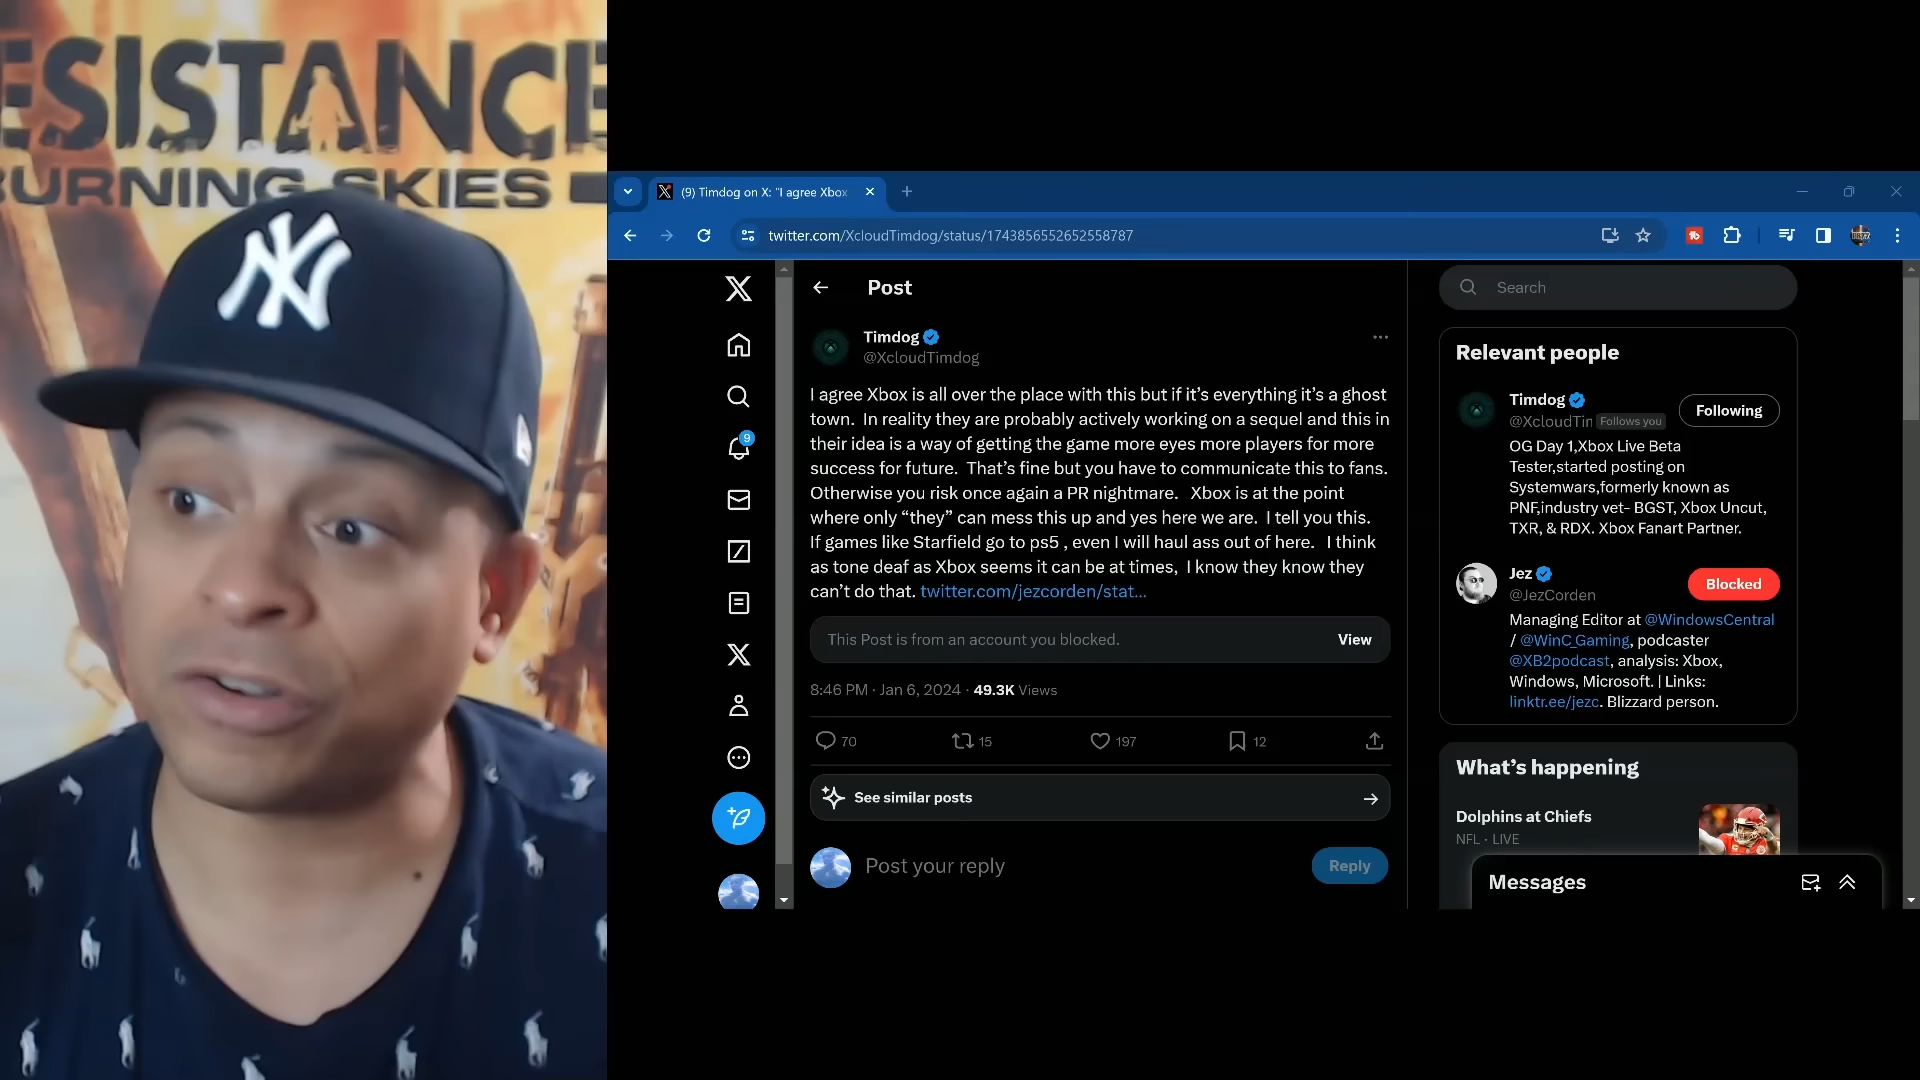 ESISTANCE
BURNING SKIES
NY
(9) Timdog on X: "I agree Xbox
twitter.com/XcloudTimdog/status/1743856552652558787
Post
Timdog
@XcloudTimdog
I agree Xbox is all over the place with this but if it’s everything it’s a ghost
town.  In reality they are probably actively working on a sequel and this in
their idea is a way of getting the game more eyes more players for more
success for future.  That’s fine but you have to communicate this to fans.
Otherwise you risk once again a PR nightmare.   Xbox is at the point
where only “they” can mess this up and yes here we are.  I tell you this.
If games like Starfield go to ps5 , even I will haul ass out of here.   I think
as tone deaf as Xbox seems it can be at times,  I know they know they
can’t do that. twitter.com/jezcorden/stat...
This Post is from an account you blocked.
View
8:46 PM · Jan 6, 2024 · 49.3K Views
70
15
197
12
See similar posts
Post your reply
Reply
9
Search
Relevant people
Timdog
@XcloudTin Follows you
Following
OG Day 1,Xbox Live Beta
Tester,started posting on
Systemwars,formerly known as
PNF,industry vet- BGST, Xbox Uncut,
TXR, & RDX. Xbox Fanart Partner.
Jez
@JezCorden
Blocked
Managing Editor at @WindowsCentral
/ @WinC_Gaming, podcaster
@XB2podcast, analysis: Xbox,
Windows, Microsoft. | Links:
linktr.ee/jezc. Blizzard person.
What’s happening
Dolphins at Chiefs
NFL · LIVE
Messages